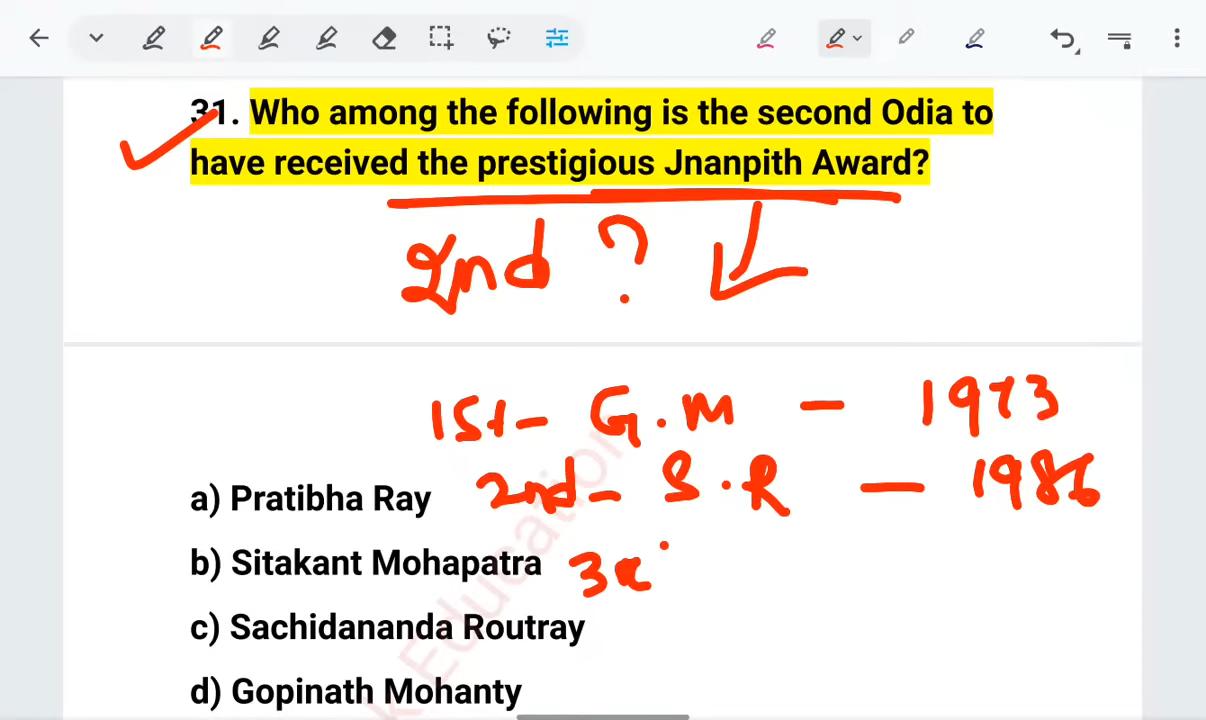 31. Who among the following is the second Odia to
have received the prestigious Jnanpith Award?
2nd ?
1st - G.M - 1973
2nd - S.R - 1986
a) Pratibha Ray
b) Sitakant Mohapatra
c) Sachidananda Routray
d) Gopinath Mohanty
k Education